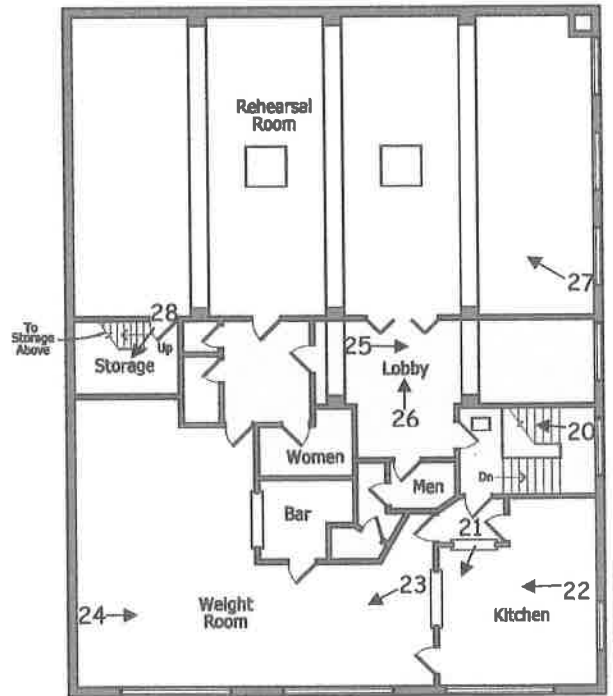 Rehearsal
Room
27
28
To
Storage
Above
Up
Storage
25
Lobby
26
20
Women
Men
Dn
Bar
21
24
Weight
Room
23
22
Kitchen